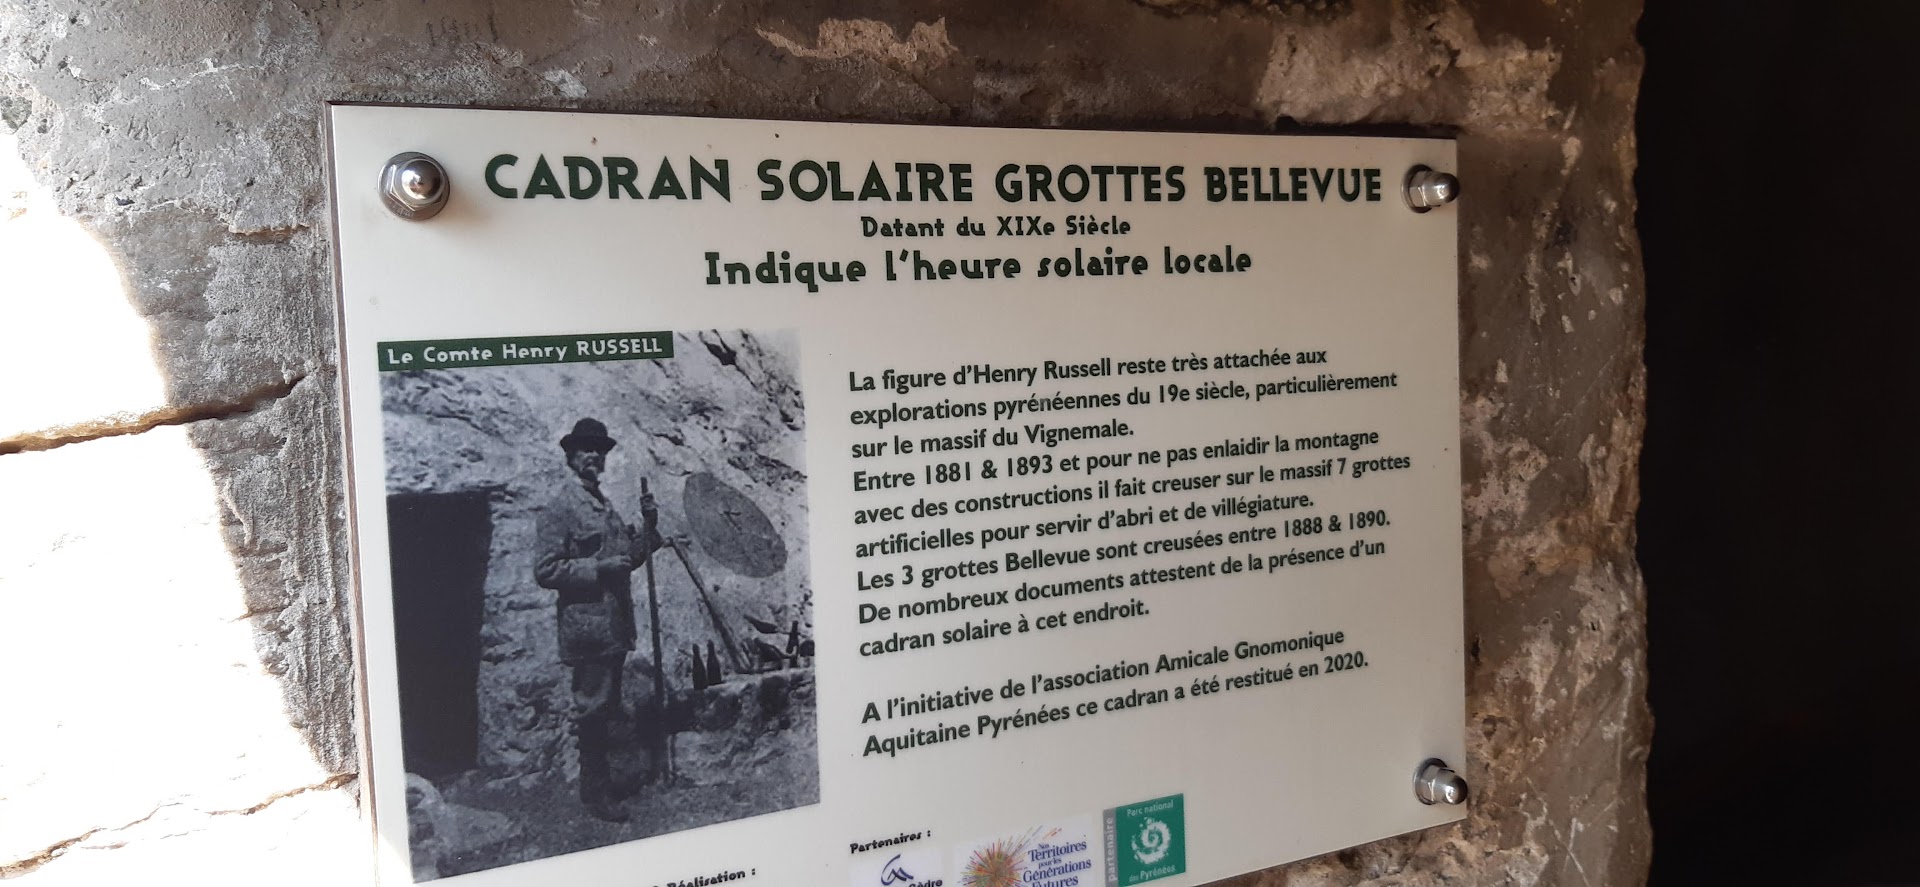 CADRAN SOLAIRE GROTTES BELLEVUE
Datant du XIXe Siècle
Indique l'heure solaire locale
Le Comte Henry RUSSELL
La figure d'Henry Russell reste très attachée aux
explorations pyrénéennes du 19e siècle, particulièrement
sur le massif du Vignemale.
Entre 1881 & 1893 et pour ne pas enlaidir la montagne
avec des constructions il fait creuser sur le massif 7 grottes
artificielles pour servir d'abri et de villégiature.
Les 3 grottes Bellevue sont creusées entre 1888 & 1890.
De nombreux documents attestent de la présence d'un
cadran solaire à cet endroit.
A l'initiative de l'association Amicale Gnomonique
Aquitaine Pyrénées ce cadran a été restitué en 2020.
Réalisation :
Partenaires :
Nos
Territoires
pour les
Générations
Futures
partenaire
Parc national
des Pyrénées